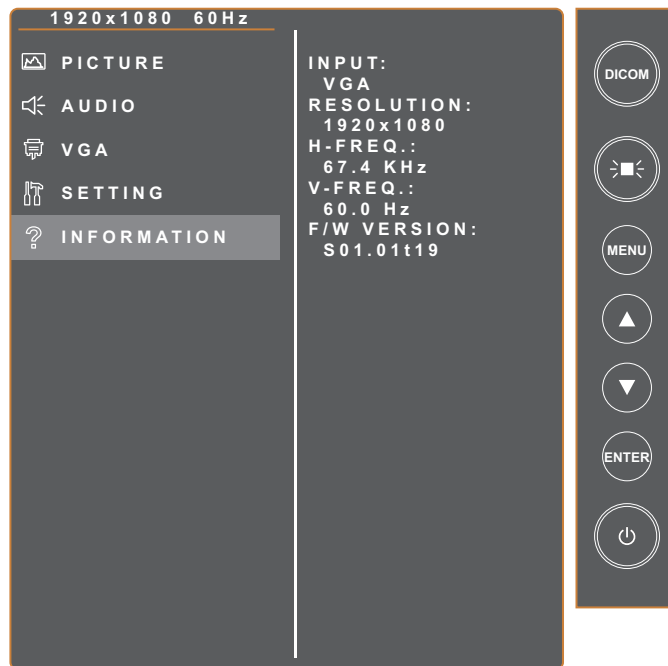 1920x1080 60Hz
PICTURE
AUDIO
VGA
SETTING
INFORMATION
INPUT:
VGA
RESOLUTION:
1920x1080
H-FREQ.:
67.4 KHz
V-FREQ.:
60.0 Hz
F/W VERSION:
S01.01t19
DICOM
MENU
ENTER